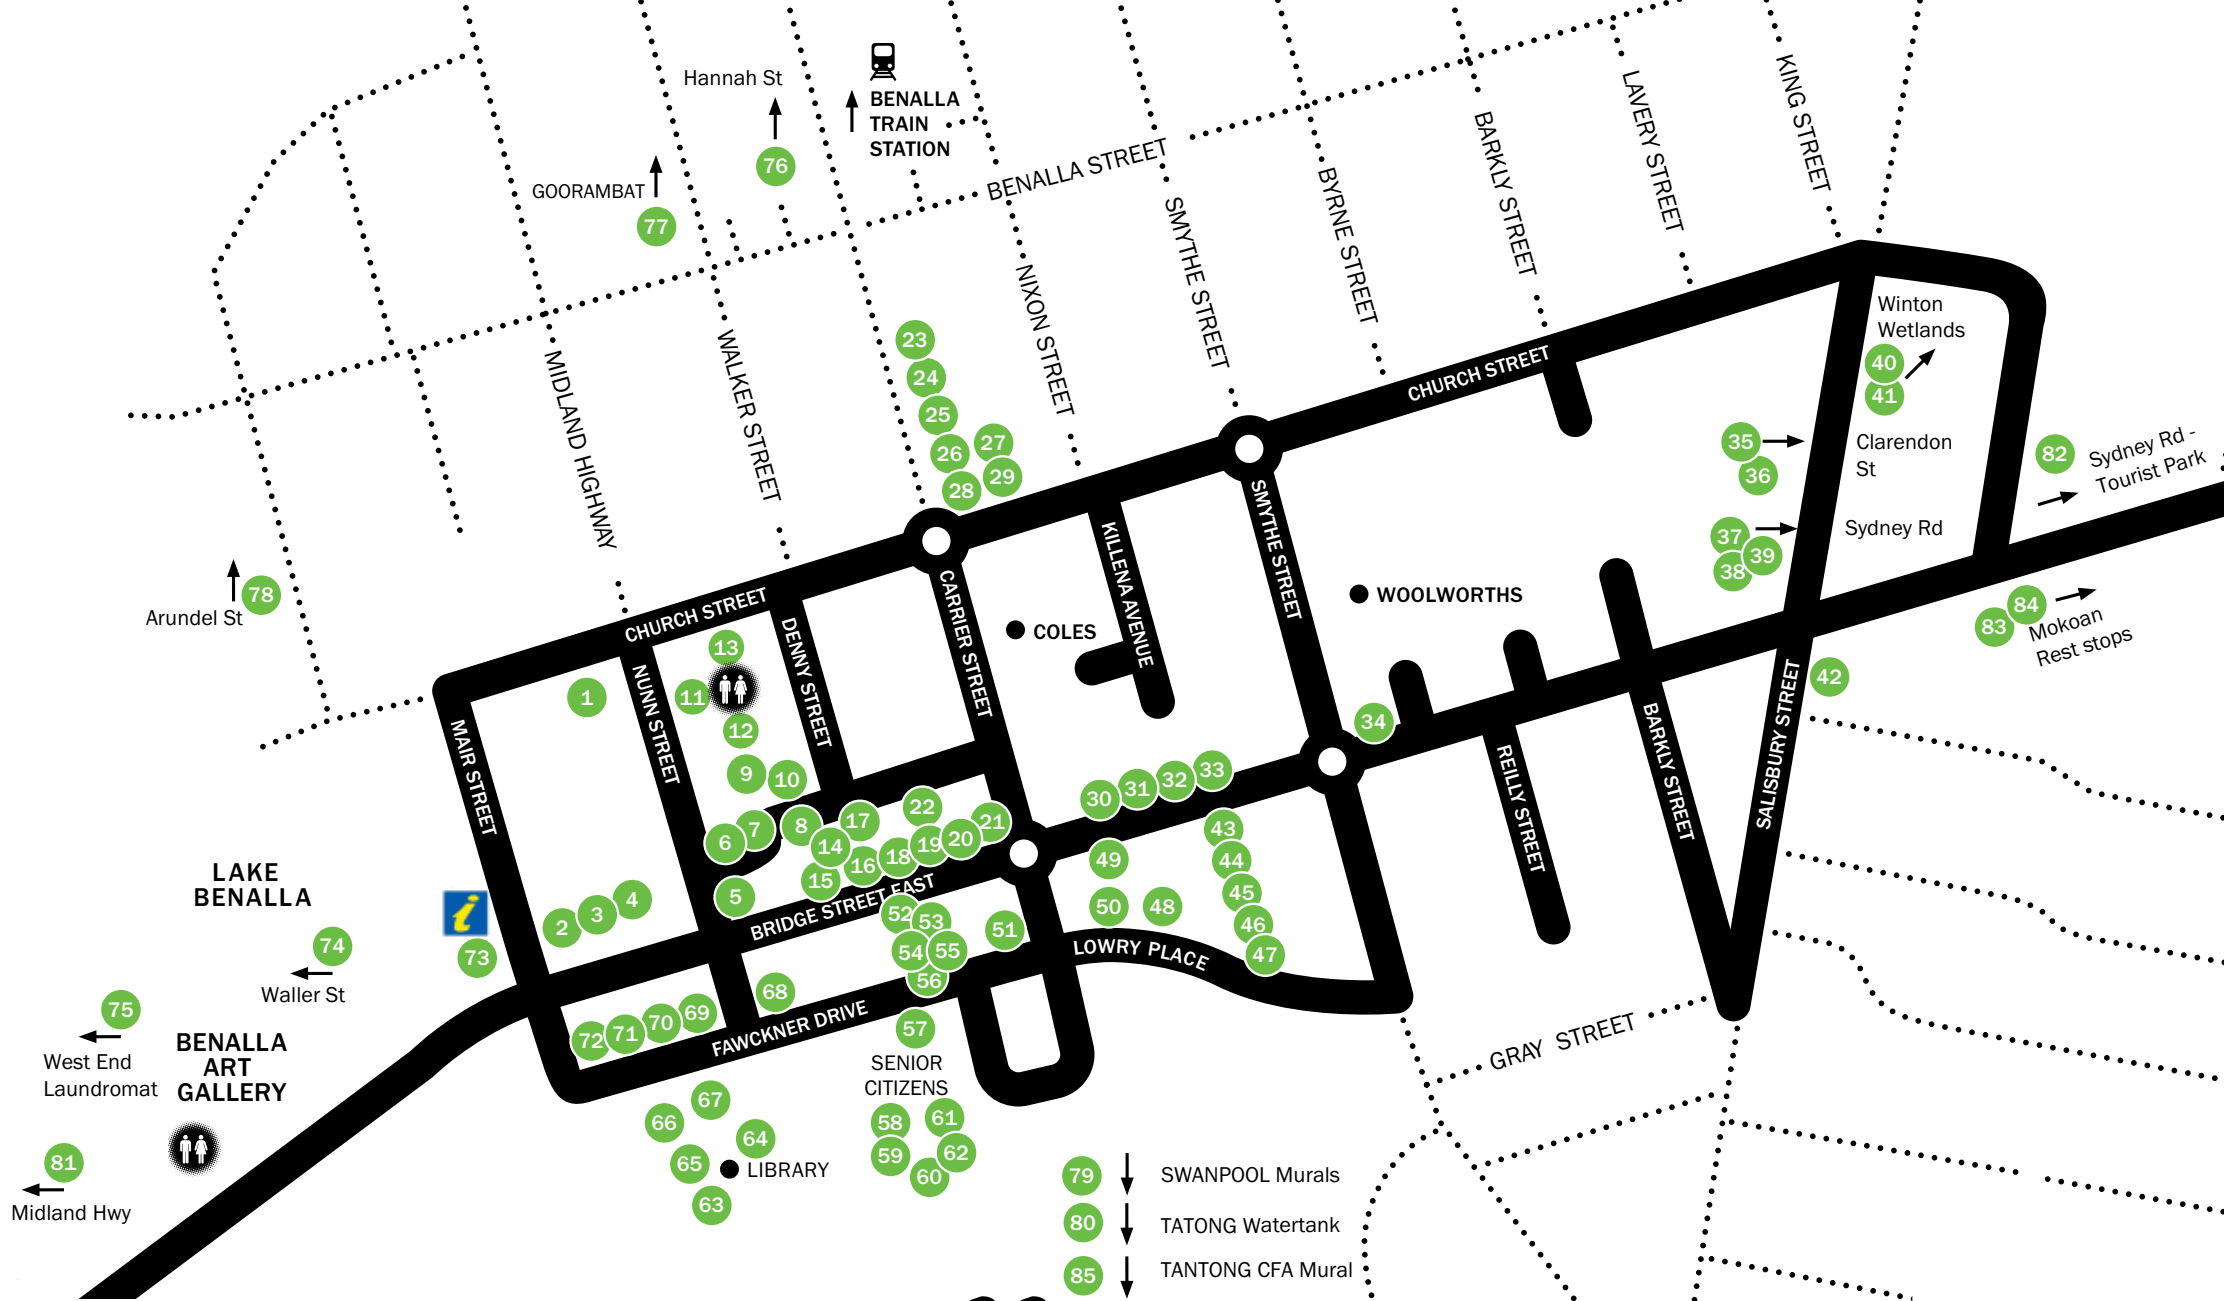 Hannah St
76
BENALLA
TRAIN
STATION
GOORAMBAT
77
BENALLA STREET
MIDLAND HIGHWAY
WALKER STREET
NIXON STREET
SMYTHE STREET
BYRNE STREET
BARKLY STREET
LAVERY STREET
KING STREET
23
24
25
26
27
28
29
CHURCH STREET
Winton
Wetlands
40
41
35
36
Clarendon
St
37
38
39
Sydney Rd
82
Sydney Rd -
Tourist Park
84
83
Mokoan
Rest stops
42
78
Arundel St
CHURCH STREET
MAIR STREET
NUNN STREET
DENNY STREET
CARRIER STREET
KILLENA AVENUE
SMYTHE STREET
COLES
WOOLWORTHS
REILLY STREET
BARKLY STREET
SALISBURY STREET
1
13
11
12
9
10
6
7
8
17
22
14
16
18
19
20
21
15
5
30
31
32
33
34
2
3
4
BRIDGE STREET EAST
43
44
45
46
47
49
50
48
52
53
54
55
56
51
LOWRY PLACE
LAKE
BENALLA
i
73
74
Waller St
75
West End
Laundromat
BENALLA
ART
GALLERY
81
Midland Hwy
72
71
70
69
68
FAWCKNER DRIVE
57
SENIOR
CITIZENS
58
61
59
62
60
67
66
64
65
LIBRARY
63
GRAY STREET
79
SWANPOOL Murals
80
TATONG Watertank
85
TANTONG CFA Mural